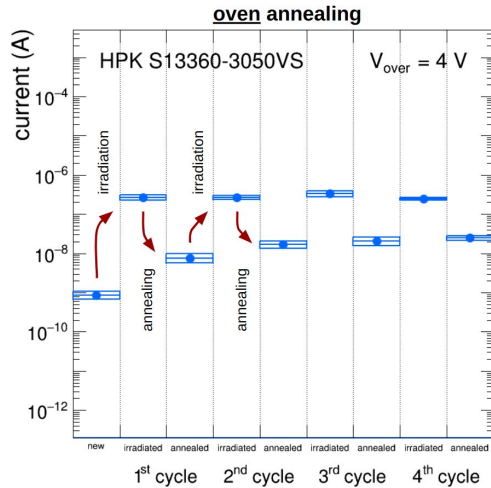 oven annealing
HPK S13360-3050VS
V_over = 4 V
current (A)
10⁻⁴
10⁻⁶
10⁻⁸
10⁻¹⁰
10⁻¹²
irradiation
annealing
irradiation
annealing
new irradiated annealed irradiated annealed irradiated annealed irradiated annealed
1ˢᵗ cycle 2ⁿᵈ cycle 3ʳᵈ cycle 4ᵗʰ cycle